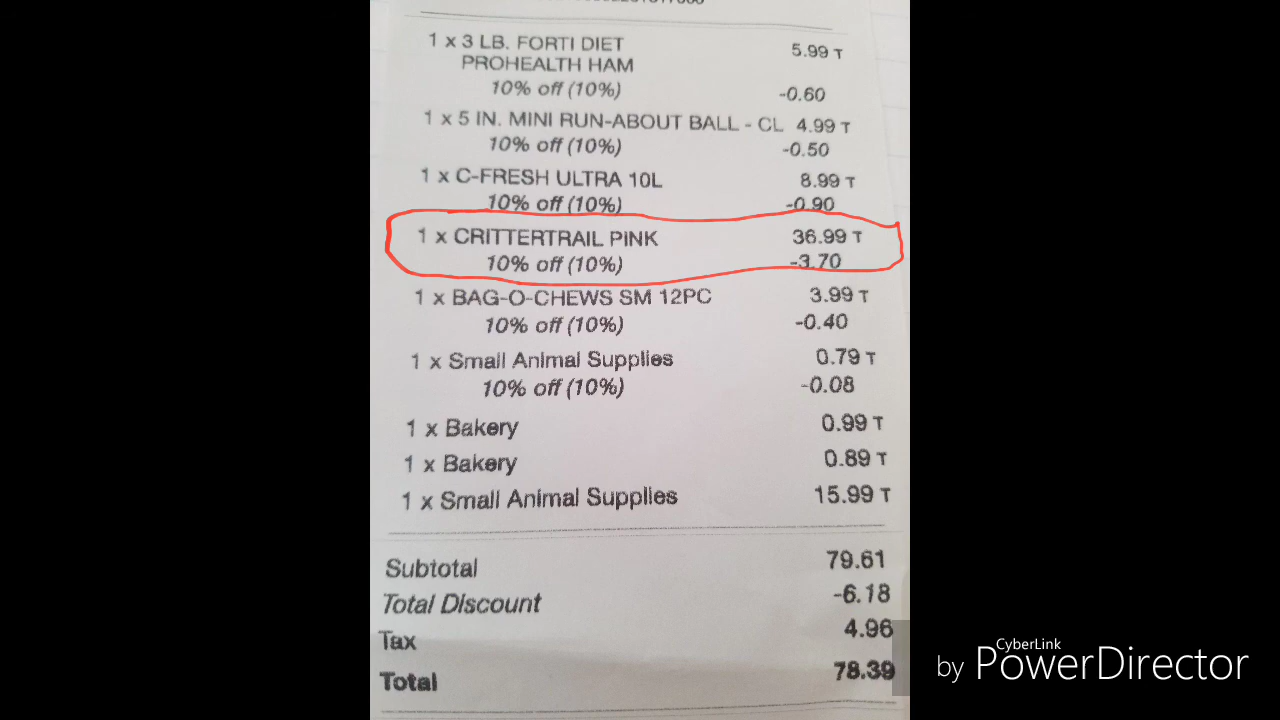 1 x 3 LB. FORTI DIET 5.99 T
PROHEALTH HAM
10% off (10%) -0.60
1 x 5 IN. MINI RUN-ABOUT BALL - CL 4.99 T
10% off (10%) -0.50
1 x C-FRESH ULTRA 10L 8.99 T
10% off (10%) -0.90
1 x CRITTERTRAIL PINK 36.99 T
10% off (10%) -3.70
1 x BAG-O-CHEWS SM 12PC 3.99 T
10% off (10%) -0.40
1 x Small Animal Supplies 0.79 T
10% off (10%) -0.08
1 x Bakery 0.99 T
1 x Bakery 0.89 T
1 x Small Animal Supplies 15.99 T
Subtotal 79.61
Total Discount -6.18
Tax 4.96
Total 78.39
CyberLink
by PowerDirector